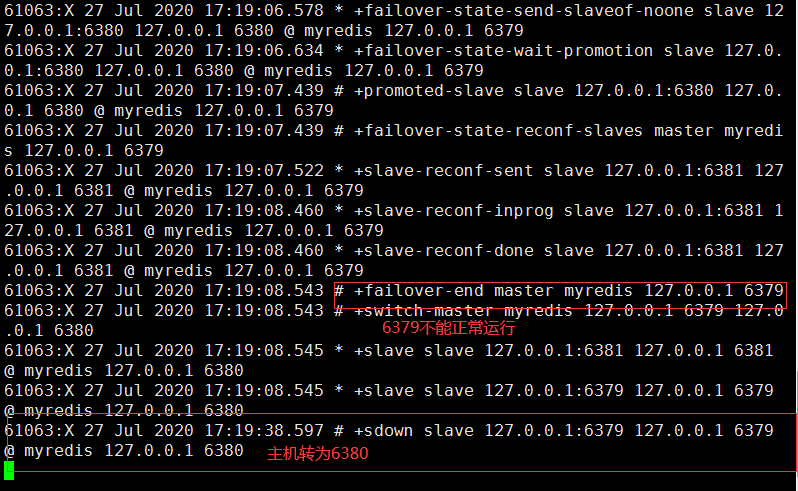 61063:X 27 Jul 2020 17:19:06.578 * +failover-state-send-slaveof-noone slave 12
7.0.0.1:6380 127.0.0.1 6380 @ myredis 127.0.0.1 6379
61063:X 27 Jul 2020 17:19:06.634 * +failover-state-wait-promotion slave 127.0.
0.1:6380 127.0.0.1 6380 @ myredis 127.0.0.1 6379
61063:X 27 Jul 2020 17:19:07.439 # +promoted-slave slave 127.0.0.1:6380 127.0.
0.1 6380 @ myredis 127.0.0.1 6379
61063:X 27 Jul 2020 17:19:07.439 # +failover-state-reconf-slaves master myredi
s 127.0.0.1 6379
61063:X 27 Jul 2020 17:19:07.522 * +slave-reconf-sent slave 127.0.0.1:6381 127
.0.0.1 6381 @ myredis 127.0.0.1 6379
61063:X 27 Jul 2020 17:19:08.460 * +slave-reconf-inprog slave 127.0.0.1:6381 1
27.0.0.1 6381 @ myredis 127.0.0.1 6379
61063:X 27 Jul 2020 17:19:08.460 * +slave-reconf-done slave 127.0.0.1:6381 127
.0.0.1 6381 @ myredis 127.0.0.1 6379
61063:X 27 Jul 2020 17:19:08.543 # +failover-end master myredis 127.0.0.1 6379
61063:X 27 Jul 2020 17:19:08.543 # +switch-master myredis 127.0.0.1 6379 127.0
.0.1 6380
6379不能正常运行
61063:X 27 Jul 2020 17:19:08.545 * +slave slave 127.0.0.1:6381 127.0.0.1 6381
@ myredis 127.0.0.1 6380
61063:X 27 Jul 2020 17:19:08.545 * +slave slave 127.0.0.1:6379 127.0.0.1 6379
@ myredis 127.0.0.1 6380
61063:X 27 Jul 2020 17:19:38.597 # +sdown slave 127.0.0.1:6379 127.0.0.1 6379
@ myredis 127.0.0.1 6380
主机转为6380